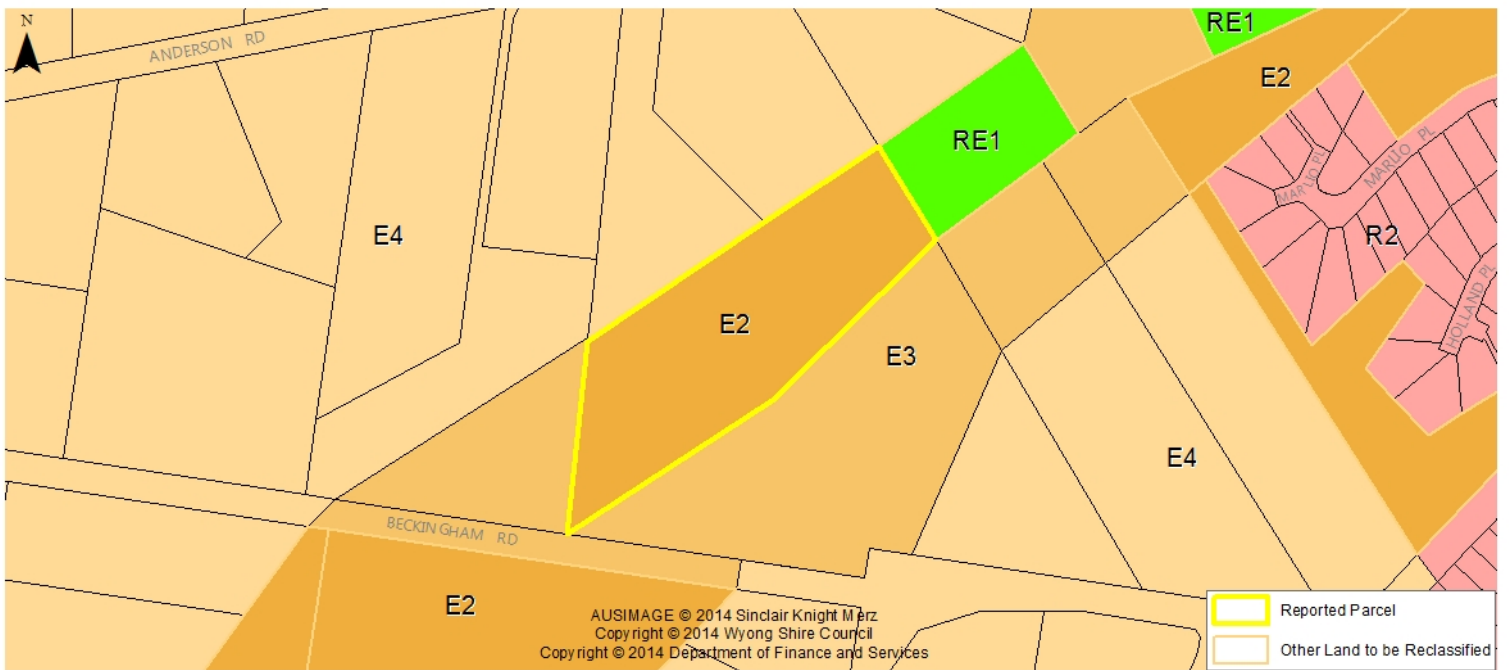 N
ANDERSON RD
RE1
E2
RE1
MARIJO PL
MARIJO PL
E4
R2
HOLLAND PL
E2
E3
E4
BECKINGHAM RD
E2
AUSIMAGE © 2014 Sinclair Knight Merz
Copyright © 2014 Wyong Shire Council
Copyright © 2014 Department of Finance and Services
Reported Parcel
Other Land to be Reclassified